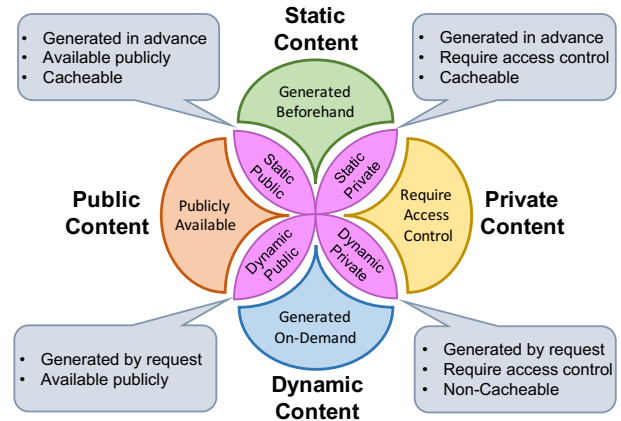 Static
Content
• Generated in advance
• Available publicly
• Cacheable
• Generated in advance
• Require access control
• Cacheable
Generated
Beforehand
Static
Public
Static
Private
Public
Content
Publicly
Available
Require
Access
Control
Private
Content
Dynamic
Public
Dynamic
Private
Generated
On-Demand
• Generated by request
• Available publicly
• Generated by request
• Require access control
• Non-Cacheable
Dynamic
Content